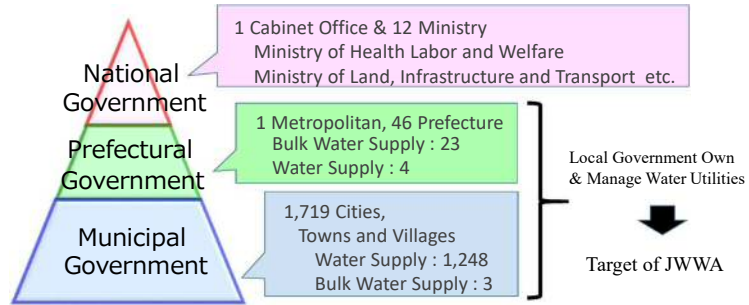 1 Cabinet Office & 12 Ministry
Ministry of Health Labor and Welfare
Ministry of Land, Infrastructure and Transport etc.
National
Government
1 Metropolitan, 46 Prefecture
Bulk Water Supply : 23
Water Supply : 4
Prefectural
Government
1,719 Cities,
Towns and Villages
Water Supply : 1,248
Bulk Water Supply : 3
Municipal
Government
Local Government Own
& Manage Water Utilities
Target of JWWA